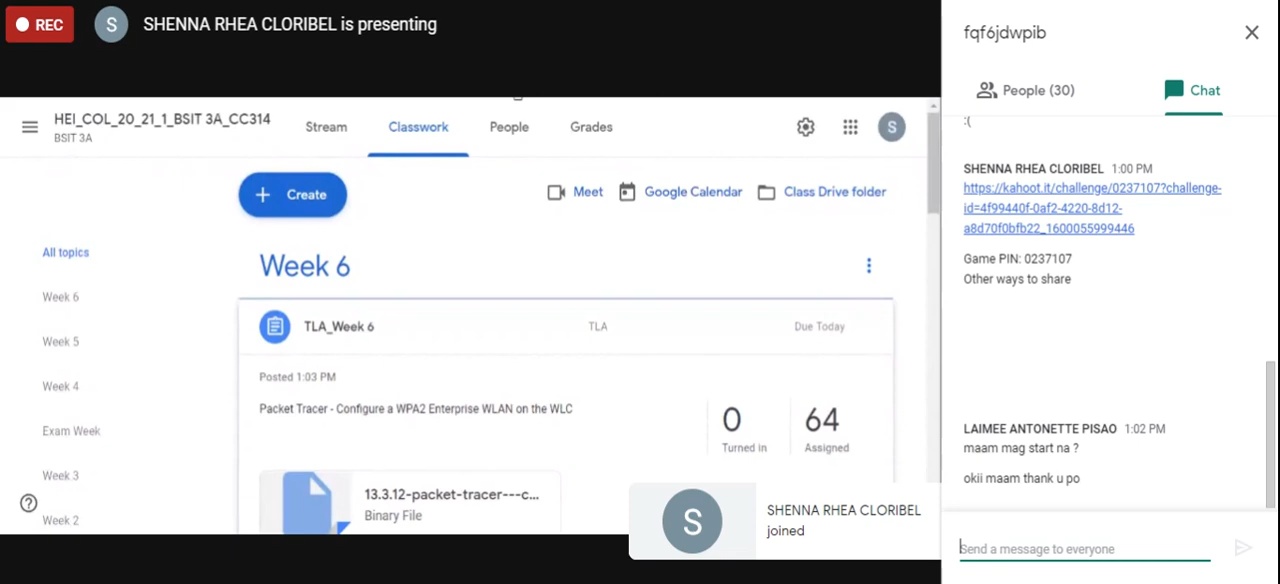 REC
S
SHENNA RHEA CLORIBEL is presenting
HEI_COL_20_21_1_BSIT 3A_CC314
BSIT 3A
Stream
Classwork
People
Grades
S
Create
Meet
Google Calendar
Class Drive folder
All topics
Week 6
Week 5
Week 4
Exam Week
Week 3
Week 2
Week 6
TLA_Week 6
TLA
Due Today
Posted 1:03 PM
Packet Tracer - Configure a WPA2 Enterprise WLAN on the WLC
0
Turned in
64
Assigned
13.3.12-packet-tracer---c...
Binary File
S
SHENNA RHEA CLORIBEL
joined
fqf6jdwpib
People (30)
Chat
:(
SHENNA RHEA CLORIBEL 1:00 PM
https://kahoot.it/challenge/0237107?challenge-
id=4f99440f-0af2-4220-8d12-
a8d70f0bfb22_1600055999446
Game PIN: 0237107
Other ways to share
LAIMEE ANTONETTE PISAO 1:02 PM
maam mag start na ?
okii maam thank u po
Send a message to everyone